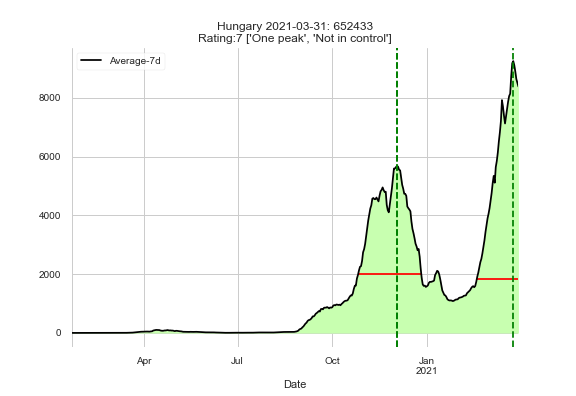 Hungary 2021-03-31: 652433
Rating:7 ['One peak', 'Not in control']
Average-7d
8000
6000
4000
2000
0
Apr
Jul
Oct
Jan
2021
Date